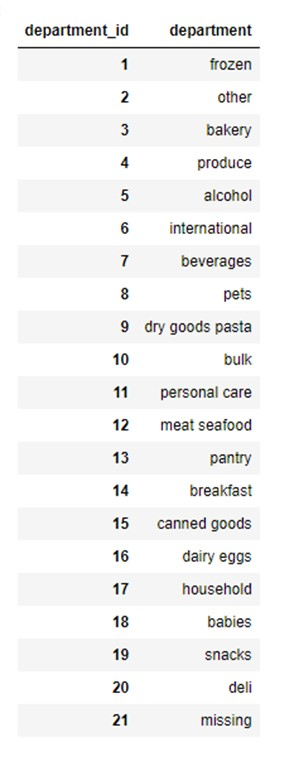 department_id department
1 frozen
2 other
3 bakery
4 produce
5 alcohol
6 international
7 beverages
8 pets
9 dry goods pasta
10 bulk
11 personal care
12 meat seafood
13 pantry
14 breakfast
15 canned goods
16 dairy eggs
17 household
18 babies
19 snacks
20 deli
21 missing